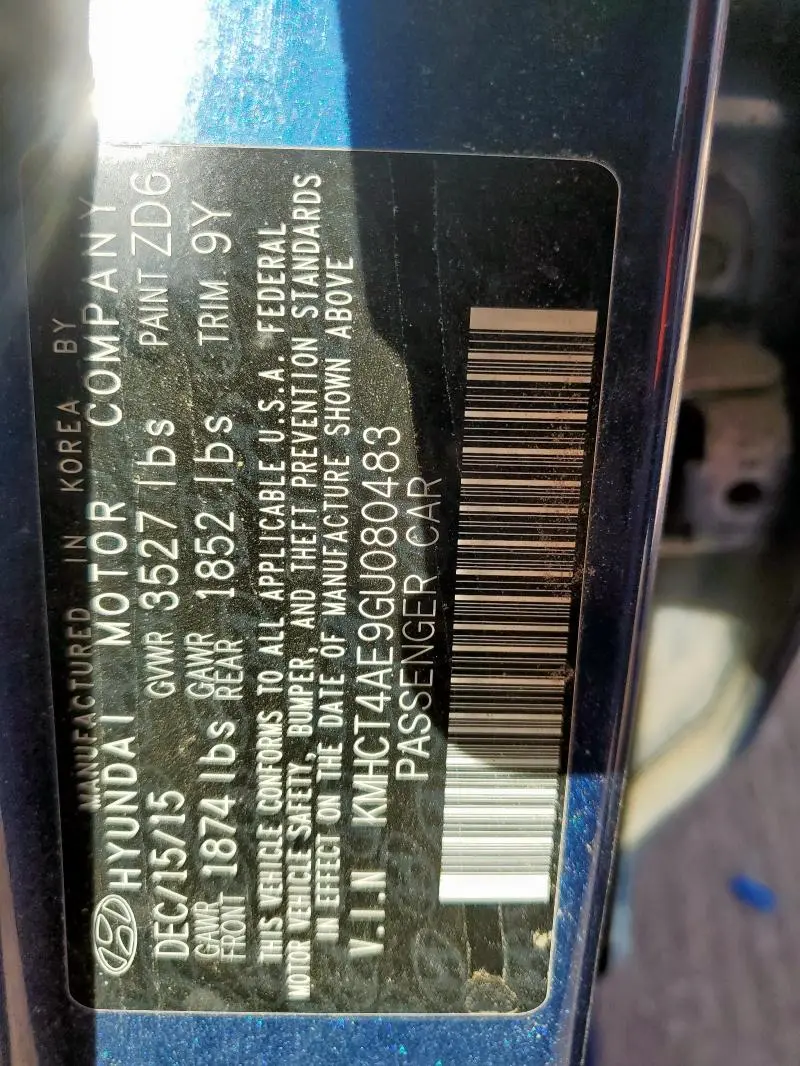 MANUFACTURED IN KOREA BY
HYUNDAI MOTOR COMPANY
DEC/15/15 GVWR 3527 lbs PAINT ZD6
GAWR FRONT 1874 lbs GAWR REAR 1852 lbs TRIM 9Y
THIS VEHICLE CONFORMS TO ALL APPLICABLE U.S.A. FEDERAL
MOTOR VEHICLE SAFETY, BUMPER, AND THEFT PREVENTION STANDARDS
IN EFFECT ON THE DATE OF MANUFACTURE SHOWN ABOVE
V.I.N KMHCT4AE9GU080483
PASSENGER CAR